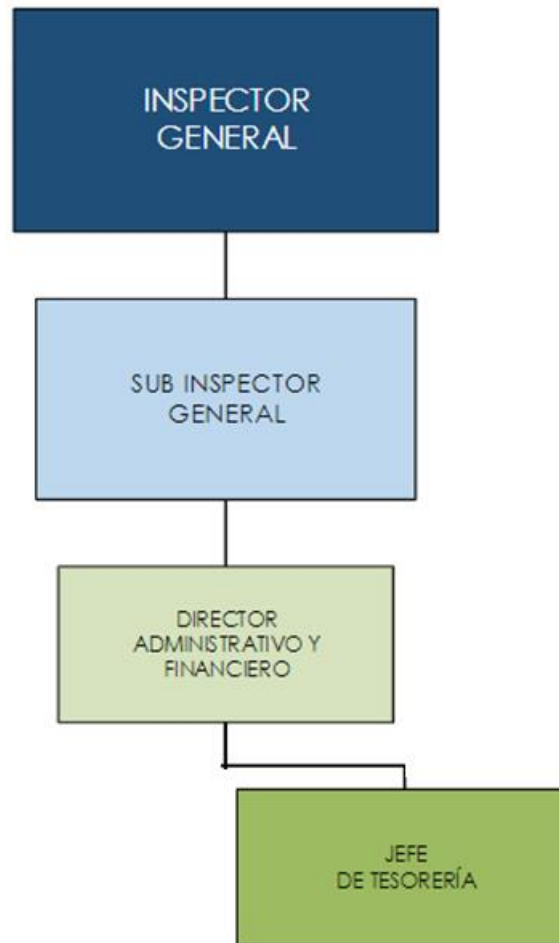 INSPECTOR
GENERAL
SUB INSPECTOR
GENERAL
DIRECTOR
ADMINISTRATIVO Y
FINANCIERO
JEFE
DE TESORERÍA